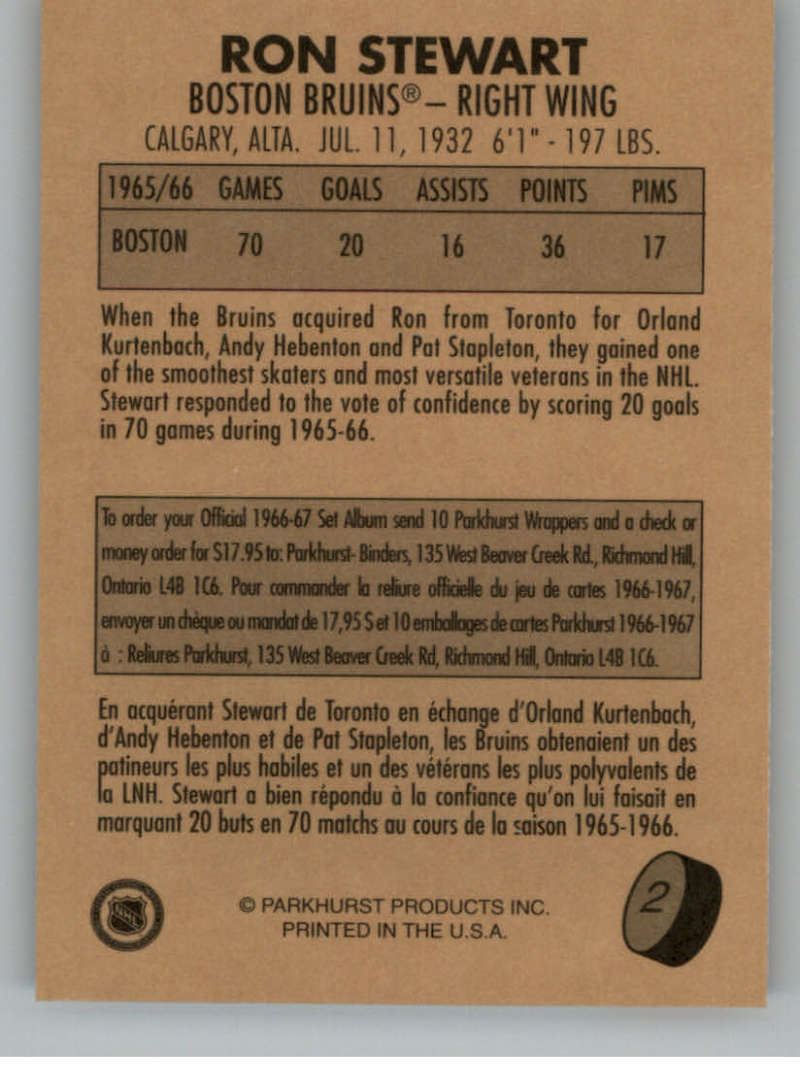 RON STEWART
BOSTON BRUINS® – RIGHT WING
CALGARY, ALTA. JUL. 11, 1932 6'1" - 197 LBS.
1965/66 GAMES GOALS ASSISTS POINTS PIMS
BOSTON 70 20 16 36 17
When the Bruins acquired Ron from Toronto for Orland
Kurtenbach, Andy Hebenton and Pat Stapleton, they gained one
of the smoothest skaters and most versatile veterans in the NHL.
Stewart responded to the vote of confidence by scoring 20 goals
in 70 games during 1965-66.
To order your Official 1966-67 Set Album send 10 Parkhurst Wrappers and a check or
money order for $17.95 to: Parkhurst- Binders, 135 West Beaver Creek Rd., Richmond Hill,
Ontario L4B 1C6. Pour commander la reliure officielle du jeu de cartes 1966-1967,
envoyer un chèque ou mandat de 17,95 $ et 10 emballages de cartes Parkhurst 1966-1967
à : Reliures Parkhurst, 135 West Beaver Creek Rd, Richmond Hill, Ontario L4B 1C6.
En acquérant Stewart de Toronto en échange d'Orland Kurtenbach,
d'Andy Hebenton et de Pat Stapleton, les Bruins obtenaient un des
patineurs les plus habiles et un des vétérans les plus polyvalents de
la LNH. Stewart a bien répondu à la confiance qu'on lui faisait en
marquant 20 buts en 70 matchs au cours de la saison 1965-1966.
© PARKHURST PRODUCTS INC.
PRINTED IN THE U.S.A.
2